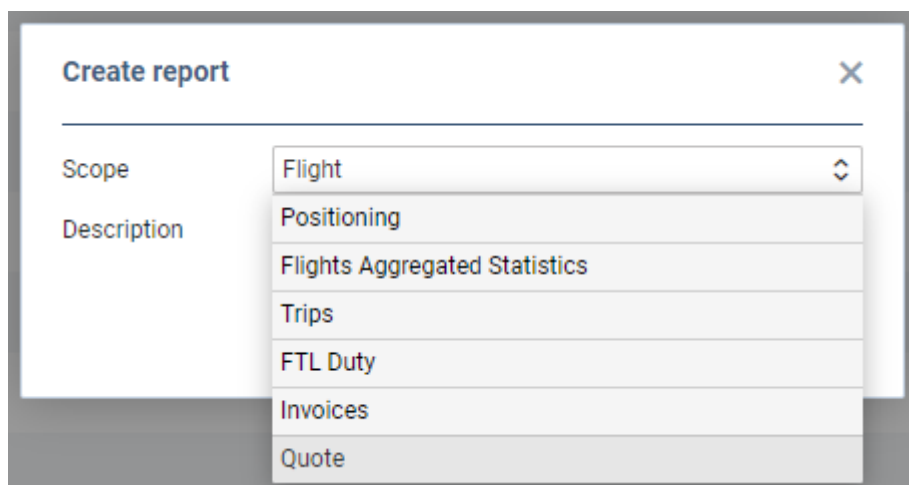 Create report
Scope
Flight
Description
Positioning
Flights Aggregated Statistics
Trips
FTL Duty
Invoices
Quote